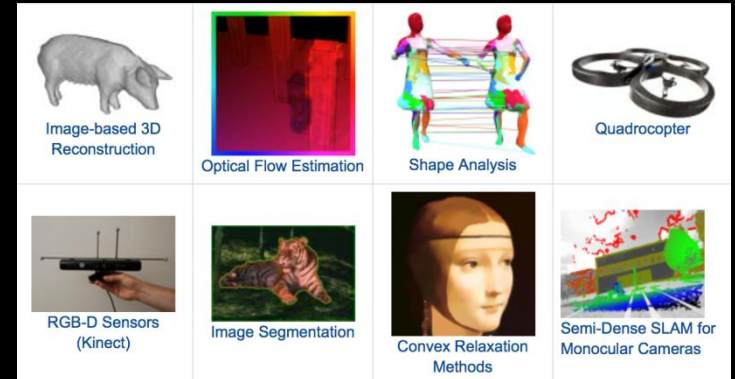 Image-based 3D
Reconstruction
Optical Flow Estimation
Shape Analysis
Quadrocopter
RGB-D Sensors
(Kinect)
Image Segmentation
Convex Relaxation
Methods
Semi-Dense SLAM for
Monocular Cameras